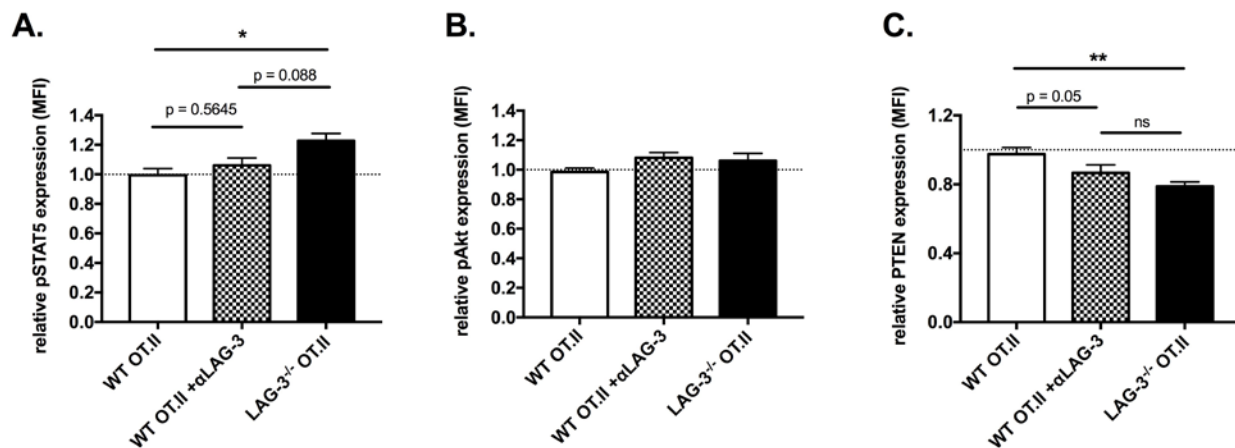 A.
relative pSTAT5 expression (MFI)
1.4
1.2
1.0
0.8
0.6
0.4
0.2
0.0
*
p = 0.088
p = 0.5645
WT OT.II
WT OT.II +αLAG-3
LAG-3-/- OT.II
B.
relative pAkt expression (MFI)
1.4
1.2
1.0
0.8
0.6
0.4
0.2
0.0
WT OT.II
WT OT.II +αLAG-3
LAG-3-/- OT.II
C.
relative PTEN expression (MFI)
1.2
0.8
0.4
0.0
**
p = 0.05
ns
WT OT.II
WT OT.II +αLAG-3
LAG-3-/- OT.II